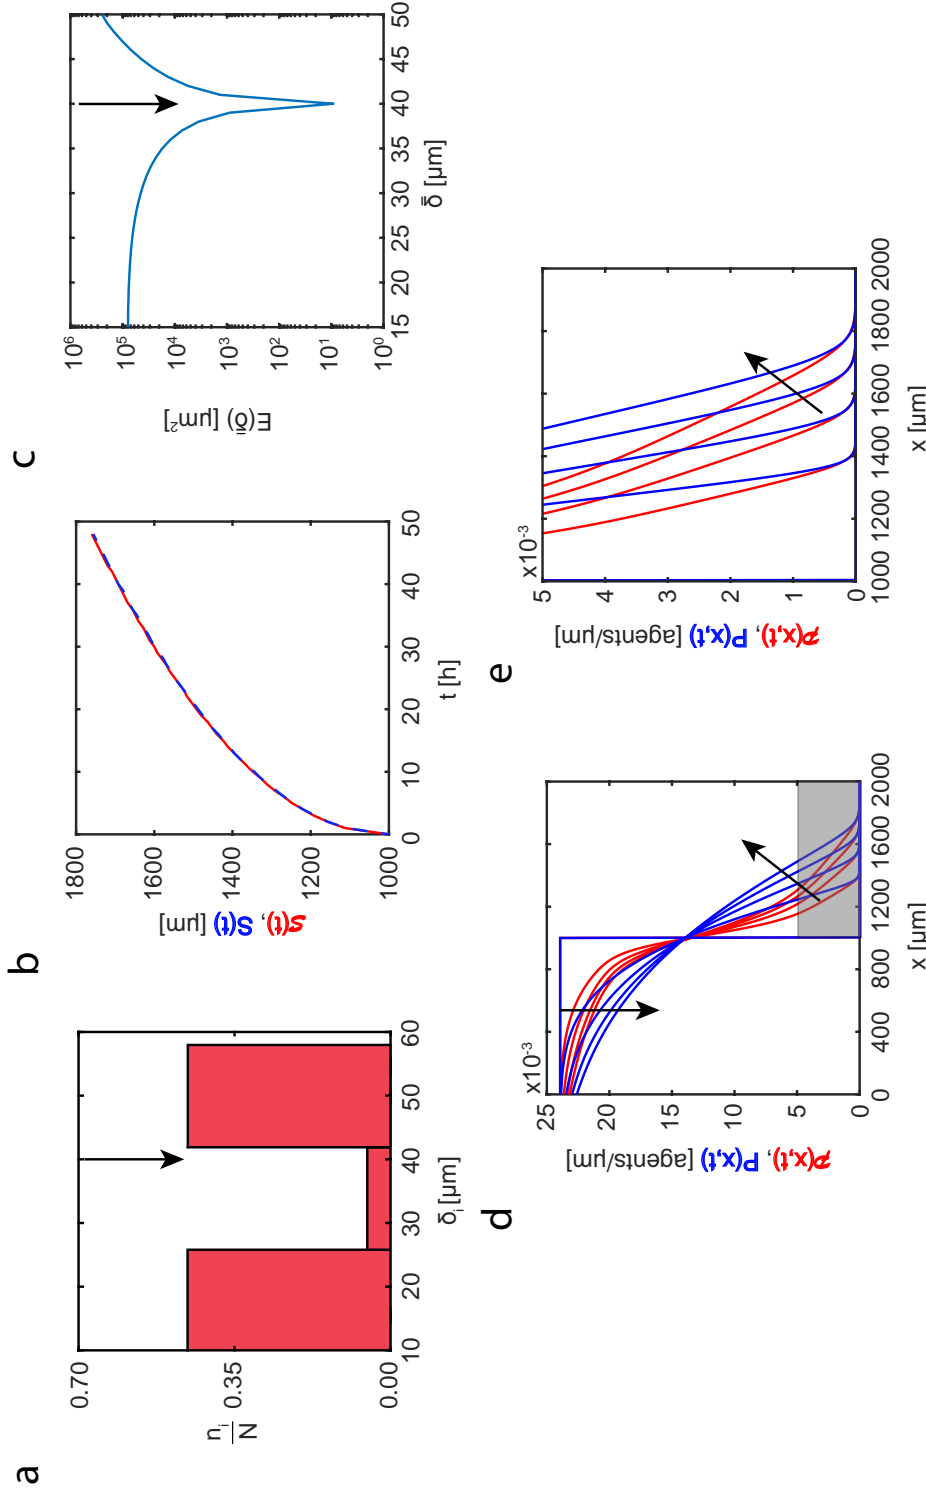 a
0.70
0.35
0.00
n_i
N
10 20 30 40 50 60
δ_i [µm]
b
1800
1600
1400
1200
1000
S(t), S(t) [µm]
0 10 20 30 40 50
t [h]
c
10^6
10^5
10^4
10^3
10^2
10^1
10^0
E(δ̄) [µm²]
15 20 25 30 35 40 45 50
δ̄ [µm]
d
x10^-3
25
20
15
10
5
0
𝒫(x,t), P(x,t) [agents/µm]
0 400 800 1200 1600 2000
x [µm]
e
x10^-3
5
4
3
2
1
0
𝒫(x,t), P(x,t) [agents/µm]
1000 1200 1400 1600 1800 2000
x [µm]